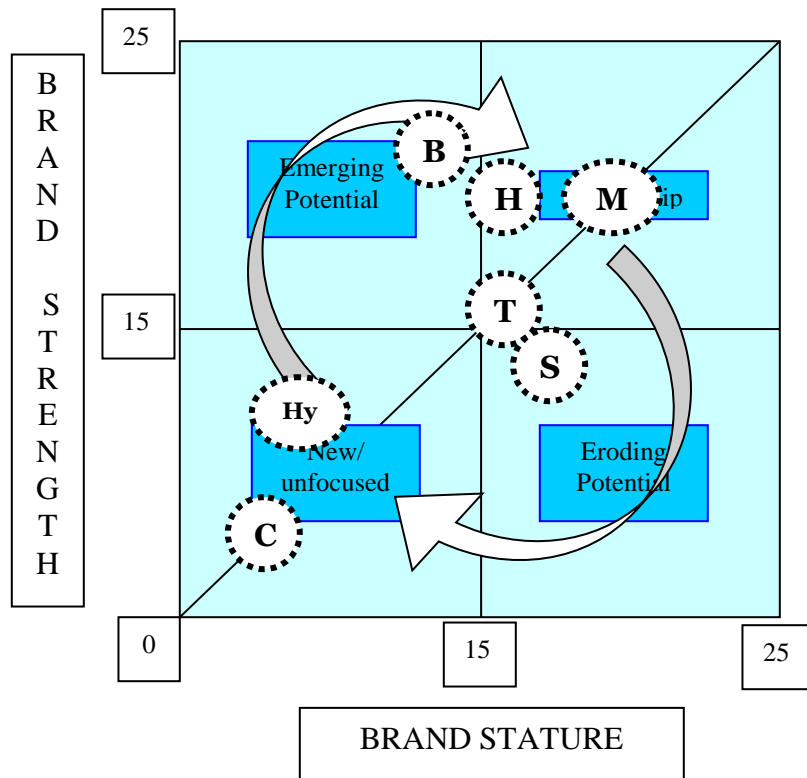 BRAND STRENGTH
25
15
0
15
25
B
Emerging
Potential
H
M
ip
T
S
Hy
New/
unfocused
Eroding
Potential
C
BRAND STATURE